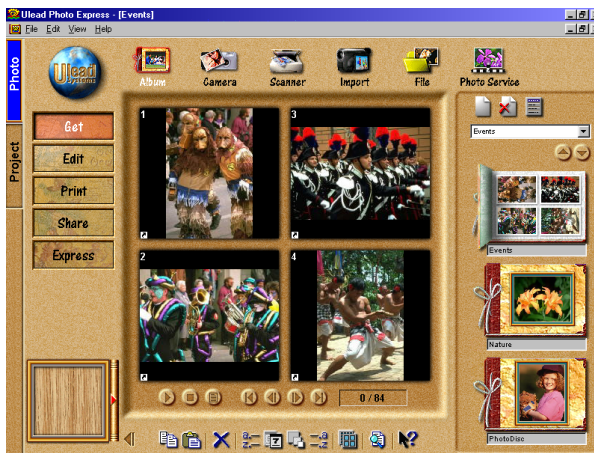 Ulead Photo Express - [Events]
File Edit View Help
Photo
Project
Ulead
Systems
Album
Camera
Scanner
Import
File
Photo Service
Get
Edit
Print
Share
Express
1
3
2
4
Events
Events
Nature
PhotoDisc
0 / 84